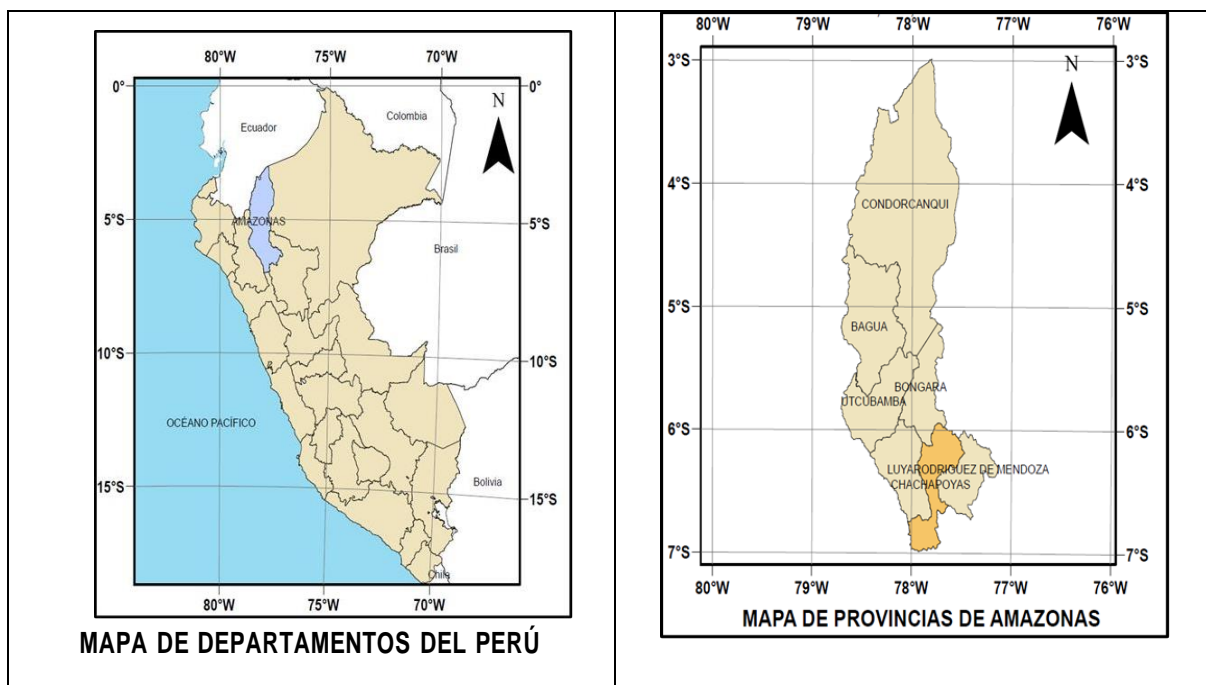 80°W 75°W 70°W
0° 0°
N
Colombia
Ecuador
5°S AMAZONAS 5°S
Brasil
10°S 10°S
OCÉANO PACÍFICO
Bolivia
15°S 15°S
Chile
80°W 75°W 70°W
MAPA DE DEPARTAMENTOS DEL PERÚ
80°W 79°W 78°W 77°W 76°W
3°S 3°S
N
4°S 4°S
CONDORCANQUI
5°S 5°S
BAGUA
BONGARA
UTCUBAMBA
6°S 6°S
LUYA RODRIGUEZ DE MENDOZA
CHACHAPOYAS
7°S 7°S
80°W 79°W 78°W 77°W 76°W
MAPA DE PROVINCIAS DE AMAZONAS